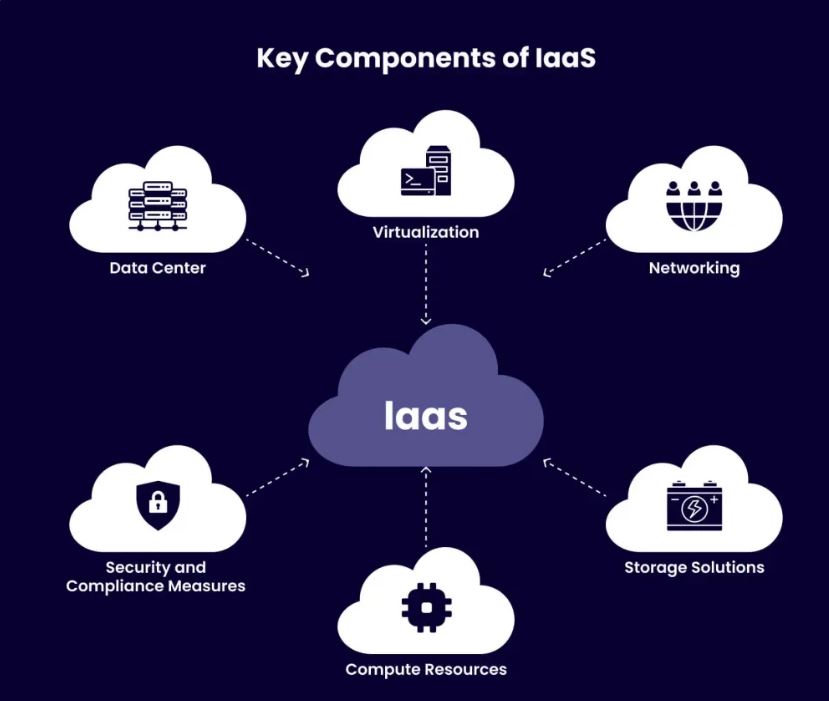 Key Components of IaaS
Virtualization
Data Center
Networking
Iaas
Security and
Compliance Measures
Storage Solutions
Compute Resources